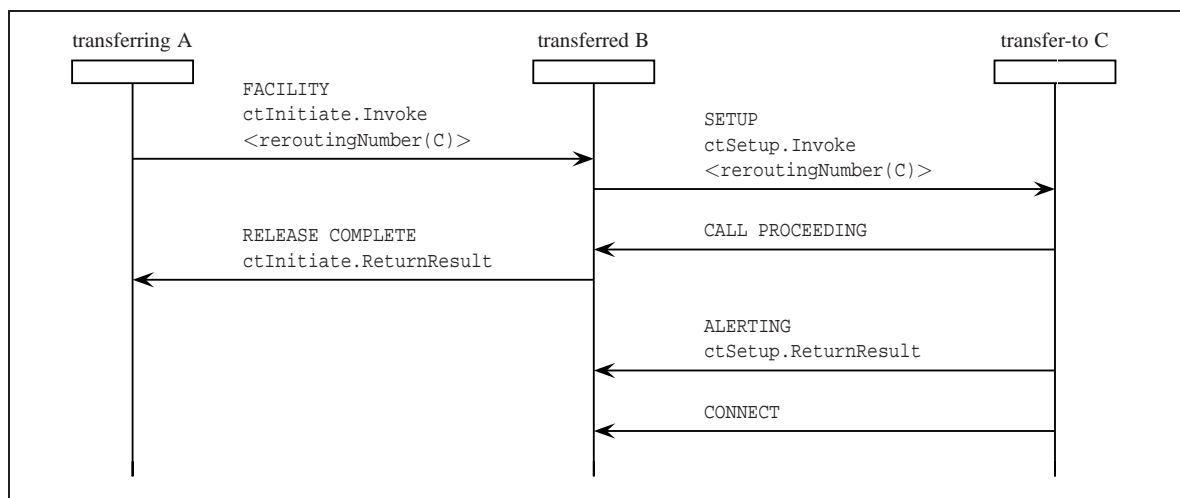 transferring A
transferred B
transfer-to C
FACILITY
ctInitiate.Invoke
<reroutingNumber(C)>
SETUP
ctSetup.Invoke
<reroutingNumber(C)>
CALL PROCEEDING
RELEASE COMPLETE
ctInitiate.ReturnResult
ALERTING
ctSetup.ReturnResult
CONNECT